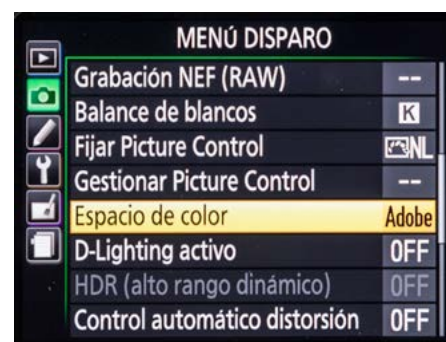 MENÚ DISPARO
Grabación NEF (RAW) --
Balance de blancos K
Fijar Picture Control NL
Gestionar Picture Control --
Espacio de color Adobe
D-Lighting activo OFF
HDR (alto rango dinámico) OFF
Control automático distorsión OFF